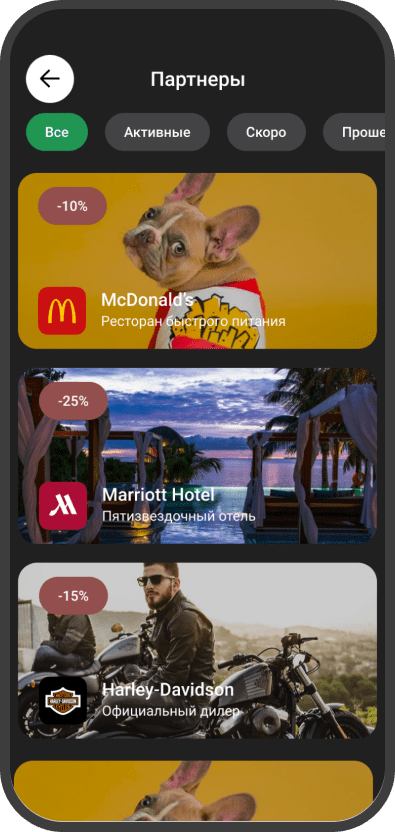 Партнеры
Все Активные Скоро Проше
-10%
McDonald's
Ресторан быстрого питания
-25%
Marriott Hotel
Пятизвездочный отель
-15%
Harley-Davidson
Официальный дилер